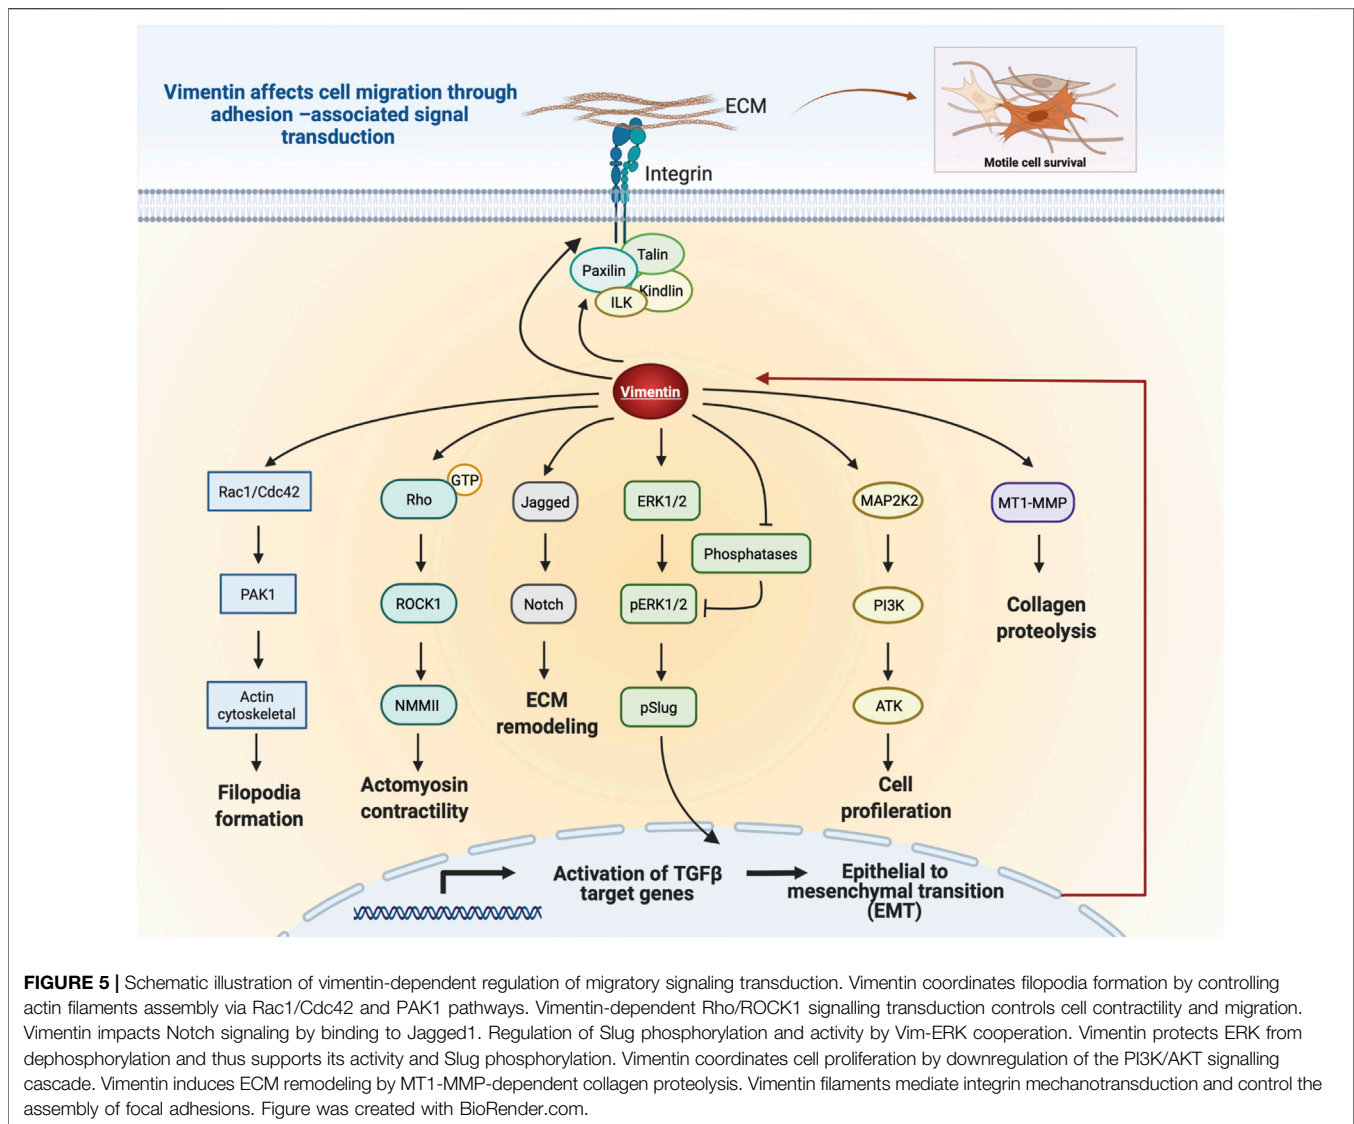 Vimentin affects cell migration through
adhesion –associated signal
transduction
ECM
Motile cell survival
Integrin
Talin
Paxilin
Kindlin
ILK
Vimentin
Rac1/Cdc42
PAK1
Actin
cytoskeletal
Filopodia
formation
GTP
Rho
ROCK1
NMMII
Actomyosin
contractility
Jagged
Notch
ECM
remodeling
ERK1/2
Phosphatases
pERK1/2
pSlug
MAP2K2
PI3K
ATK
Cell
profileration
MT1-MMP
Collagen
proteolysis
Activation of TGFβ
target genes
Epithelial to
mesenchymal transition
(EMT)
FIGURE 5 | Schematic illustration of vimentin-dependent regulation of migratory signaling transduction. Vimentin coordinates filopodia formation by controlling
actin filaments assembly via Rac1/Cdc42 and PAK1 pathways. Vimentin-dependent Rho/ROCK1 signalling transduction controls cell contractility and migration.
Vimentin impacts Notch signaling by binding to Jagged1. Regulation of Slug phosphorylation and activity by Vim-ERK cooperation. Vimentin protects ERK from
dephosphorylation and thus supports its activity and Slug phosphorylation. Vimentin coordinates cell proliferation by downregulation of the PI3K/AKT signalling
cascade. Vimentin induces ECM remodeling by MT1-MMP-dependent collagen proteolysis. Vimentin filaments mediate integrin mechanotransduction and control the
assembly of focal adhesions. Figure was created with BioRender.com.